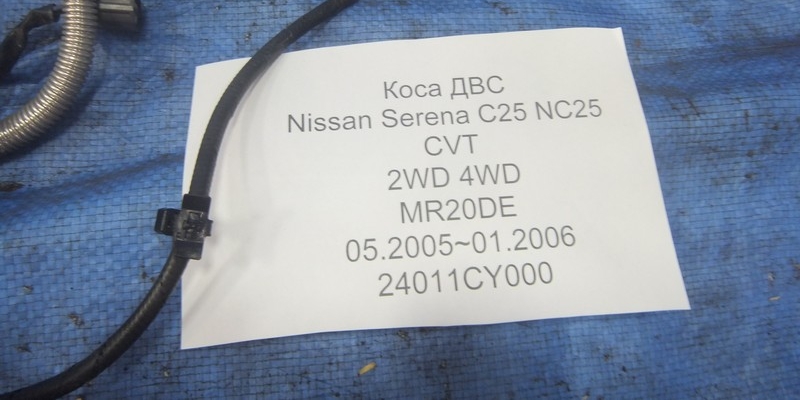 Коса ДВС
Nissan Serena C25 NC25
CVT
2WD 4WD
MR20DE
05.2005~01.2006
24011CY000